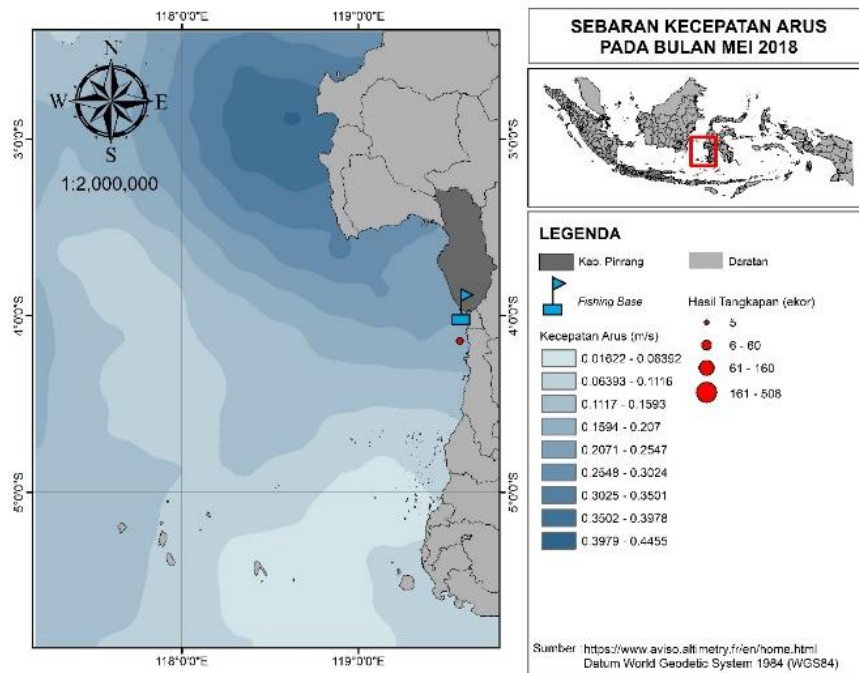 118°0'0"E 119°0'0"E
N
W E
S
1:2,000,000
3°0'0"S
4°0'0"S
5°0'0"S
3°0'0"S
4°0'0"S
5°0'0"S
118°0'0"E 119°0'0"E
SEBARAN KECEPATAN ARUS
PADA BULAN MEI 2018
LEGENDA
Kab. Pinrang Daratan
Fishing Base
Hasil Tangkapan (ekor)
5
6 - 60
61 - 160
161 - 508
Kecepatan Arus (m/s)
0.01622 - 0.06392
0.06393 - 0.1116
0.1117 - 0.1593
0.1594 - 0.207
0.2071 - 0.2547
0.2548 - 0.3024
0.3025 - 0.3501
0.3502 - 0.3978
0.3979 - 0.4455
Sumber :https://www.aviso.altimetry.fr/en/home.html
Datum World Geodetic System 1984 (WGS84)